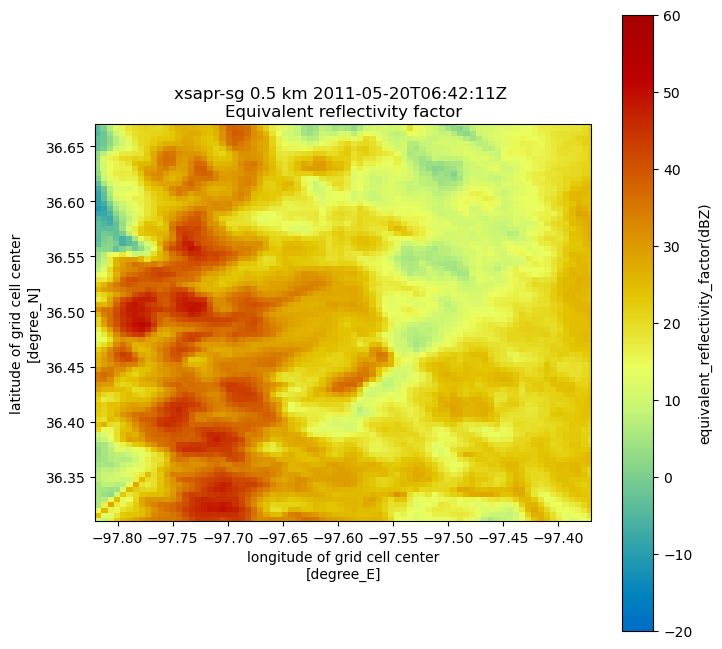 xsapr-sg 0.5 km 2011-05-20T06:42:11Z
Equivalent reflectivity factor
36.65
36.60
36.55
36.50
36.45
36.40
36.35
latitude of grid cell center
[degree_N]
−97.80 −97.75 −97.70 −97.65 −97.60 −97.55 −97.50 −97.45 −97.40
longitude of grid cell center
[degree_E]
60
50
40
30
20
10
0
−10
−20
equivalent_reflectivity_factor(dBZ)